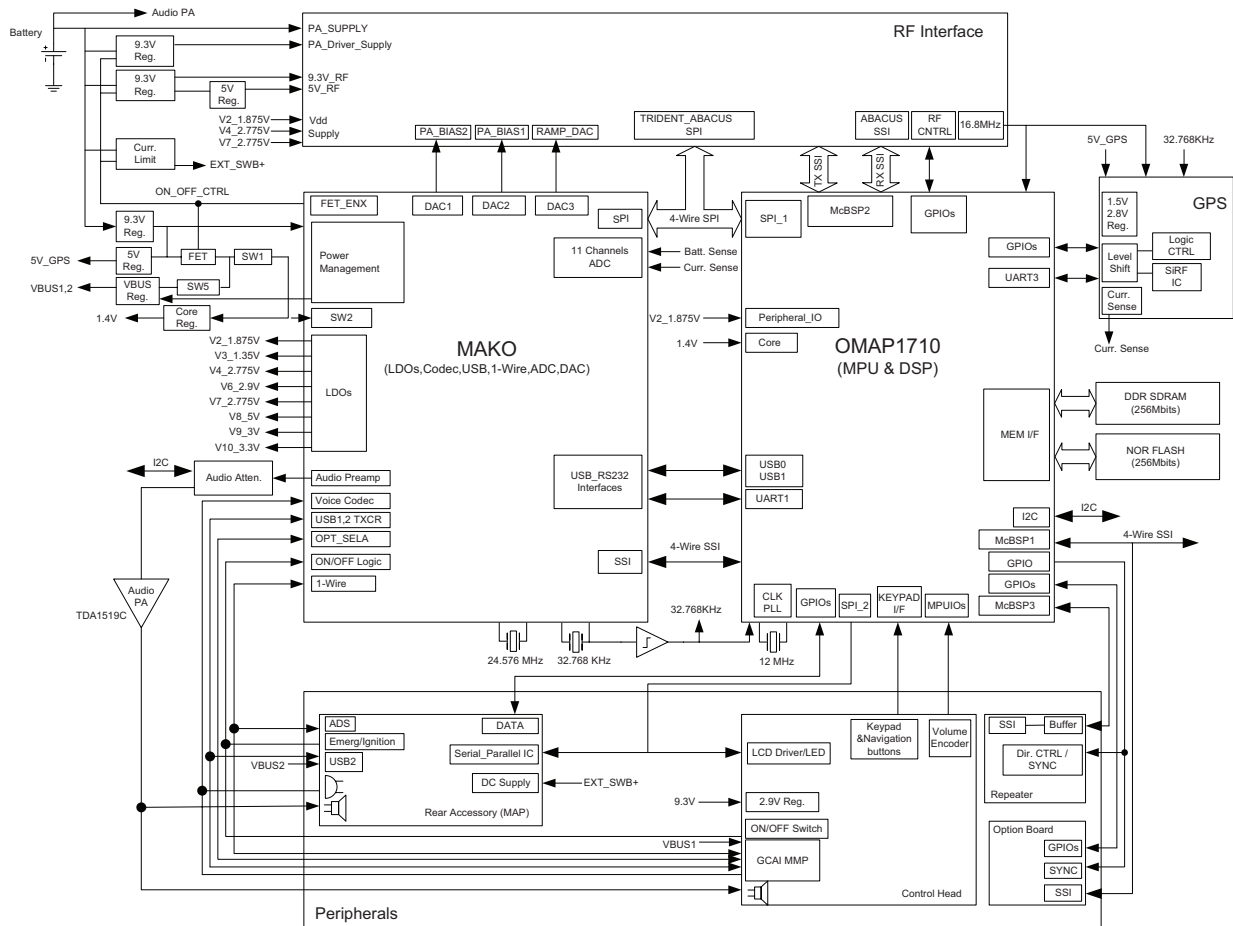 Audio PA
Battery
+
-
9.3V
Reg.
9.3V
Reg.
5V
Reg.
PA_SUPPLY
PA_Driver_Supply
9.3V_RF
5V_RF
V2_1.875V
V4_2.775V
V7_2.775V
Vdd
Supply
RF Interface
PA_BIAS2
PA_BIAS1
RAMP_DAC
TRIDENT_ABACUS
SPI
ABACUS
SSI
RF
CNTRL
16.8MHz
Curr.
Limit
EXT_SWB+
ON_OFF_CTRL
TX SSI
RX SSI
5V_GPS
32.768KHz
GPS
1.5V
2.8V
Reg.
Level
Shift
Logic
CTRL
SiRF
IC
Curr.
Sense
Curr. Sense
FET_ENX
DAC1
DAC2
DAC3
SPI
4-Wire SPI
SPI_1
McBSP2
GPIOs
9.3V
Reg.
5V
Reg.
5V_GPS
FET
SW1
VBUS1,2
VBUS
Reg.
SW5
1.4V
Core
Reg.
Power
Management
SW2
11 Channels
ADC
Batt. Sense
Curr. Sense
GPIOs
UART3
V2_1.875V
Peripheral_IO
1.4V
Core
MAKO
(LDOs,Codec,USB,1-Wire,ADC,DAC)
OMAP1710
(MPU & DSP)
V2_1.875V
V3_1.35V
V4_2.775V
V6_2.9V
V7_2.775V
V8_5V
V9_3V
V10_3.3V
LDOs
MEM I/F
DDR SDRAM
(256Mbits)
NOR FLASH
(256Mbits)
I2C
Audio Atten.
Audio Preamp
Voice Codec
USB1,2 TXCR
OPT_SELA
ON/OFF Logic
1-Wire
USB_RS232
Interfaces
USB0
USB1
UART1
SSI
4-Wire SSI
I2C
I2C
McBSP1
4-Wire SSI
GPIO
GPIOs
McBSP3
CLK
PLL
GPIOs
SPI_2
KEYPAD
I/F
MPUIOs
Audio
PA
TDA1519C
24.576 MHz
32.768 KHz
32.768KHz
12 MHz
ADS
Emerg/Ignition
USB2
VBUS2
DATA
Serial_Parallel IC
DC Supply
EXT_SWB+
Rear Accessory (MAP)
LCD Driver/LED
Keypad
&Navigation
buttons
Volume
Encoder
9.3V
2.9V Reg.
ON/OFF Switch
VBUS1
GCAI MMP
Control Head
SSI
Buffer
Dir. CTRL /
SYNC
Repeater
Option Board
GPIOs
SYNC
SSI
Peripherals